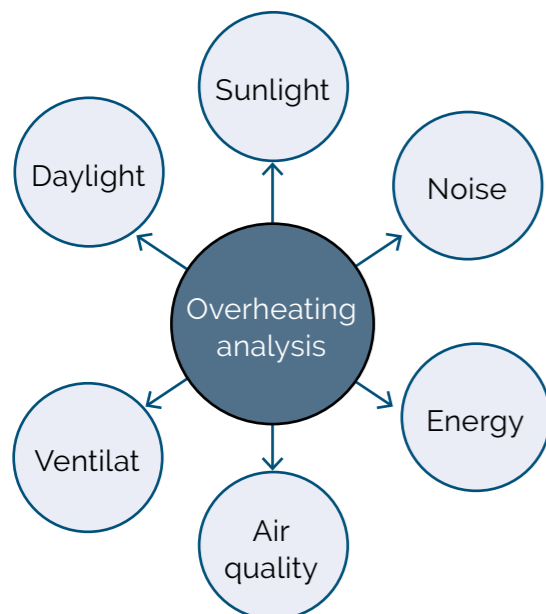 Sunlight
Daylight
Noise
Overheating
analysis
Energy
Ventilat
Air
quality